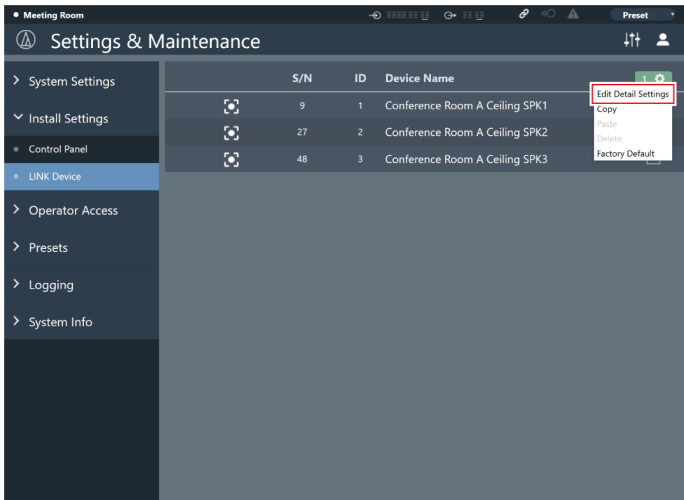 Meeting Room
Preset
Settings & Maintenance
System Settings
Install Settings
Control Panel
LINK Device
Operator Access
Presets
Logging
System Info
S/N ID Device Name
1
9 1 Conference Room A Ceiling SPK1
27 2 Conference Room A Ceiling SPK2
48 3 Conference Room A Ceiling SPK3
Edit Detail Settings
Copy
Paste
Delete
Factory Default